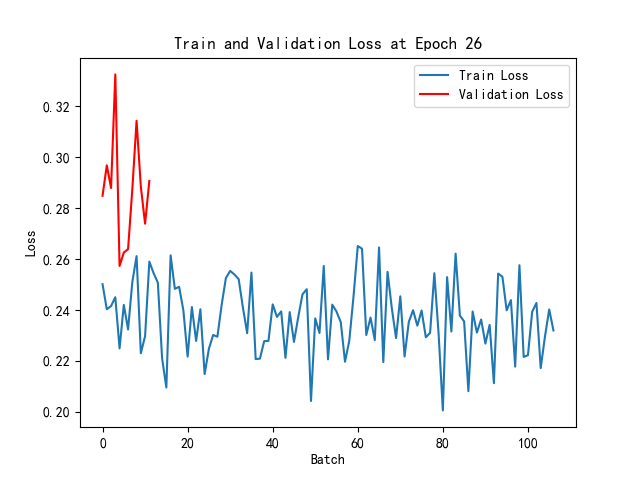 Train and Validation Loss at Epoch 26
Train Loss
Validation Loss
0.32
0.30
0.28
0.26
0.24
0.22
0.20
Loss
0 20 40 60 80 100
Batch